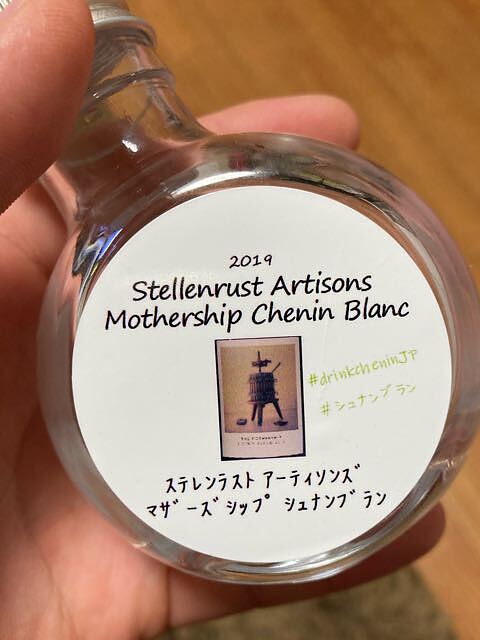 2019
Stellenrust Artisons
Mothership Chenin Blanc
#drinkcheninJP
#シュナンブラン
THE MOTHERSHIP
ステレンラスト アーティソンズ
マザーズシップ シュナンブラン